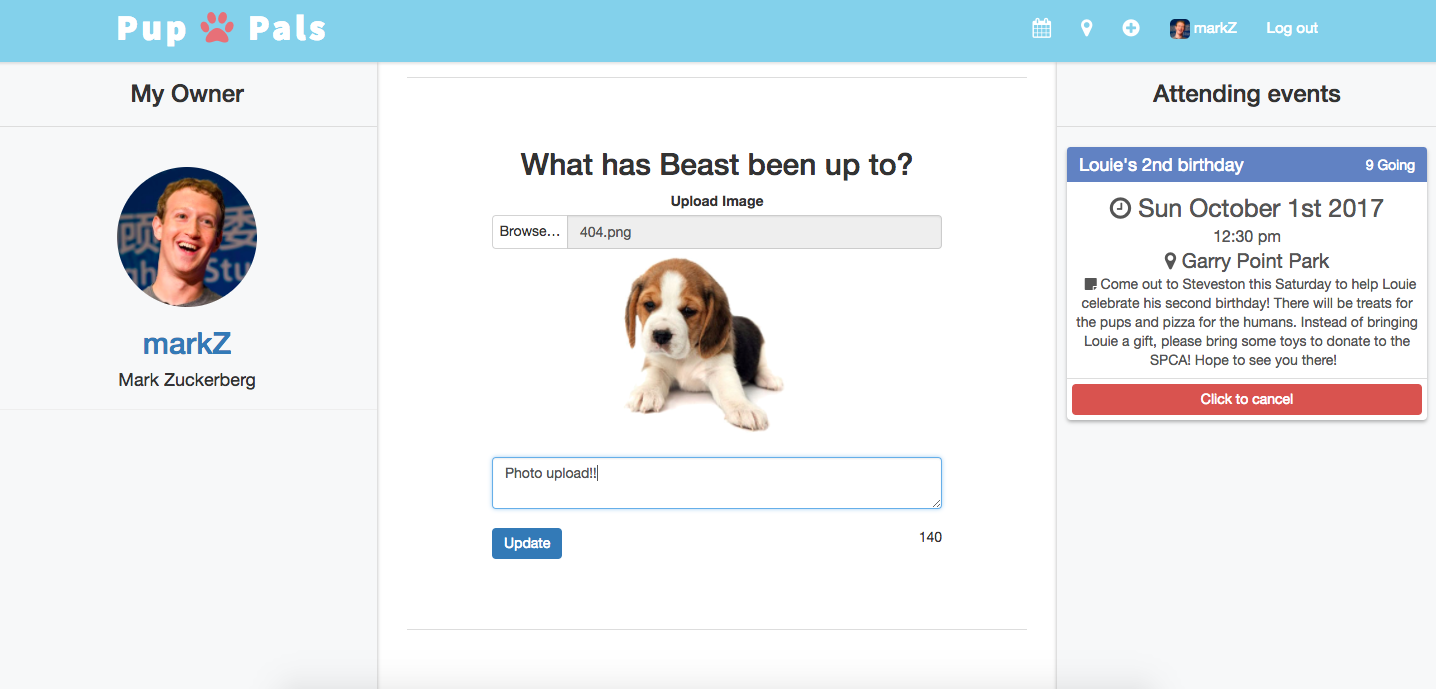 Pup Pals
markZ
Log out
My Owner
markZ
Mark Zuckerberg
What has Beast been up to?
Upload Image
Browse...
404.png
Photo upload!!
Update
140
Attending events
Louie's 2nd birthday
9 Going
Sun October 1st 2017
12:30 pm
Garry Point Park
Come out to Steveston this Saturday to help Louie
celebrate his second birthday! There will be treats for
the pups and pizza for the humans. Instead of bringing
Louie a gift, please bring some toys to donate to the
SPCA! Hope to see you there!
Click to cancel